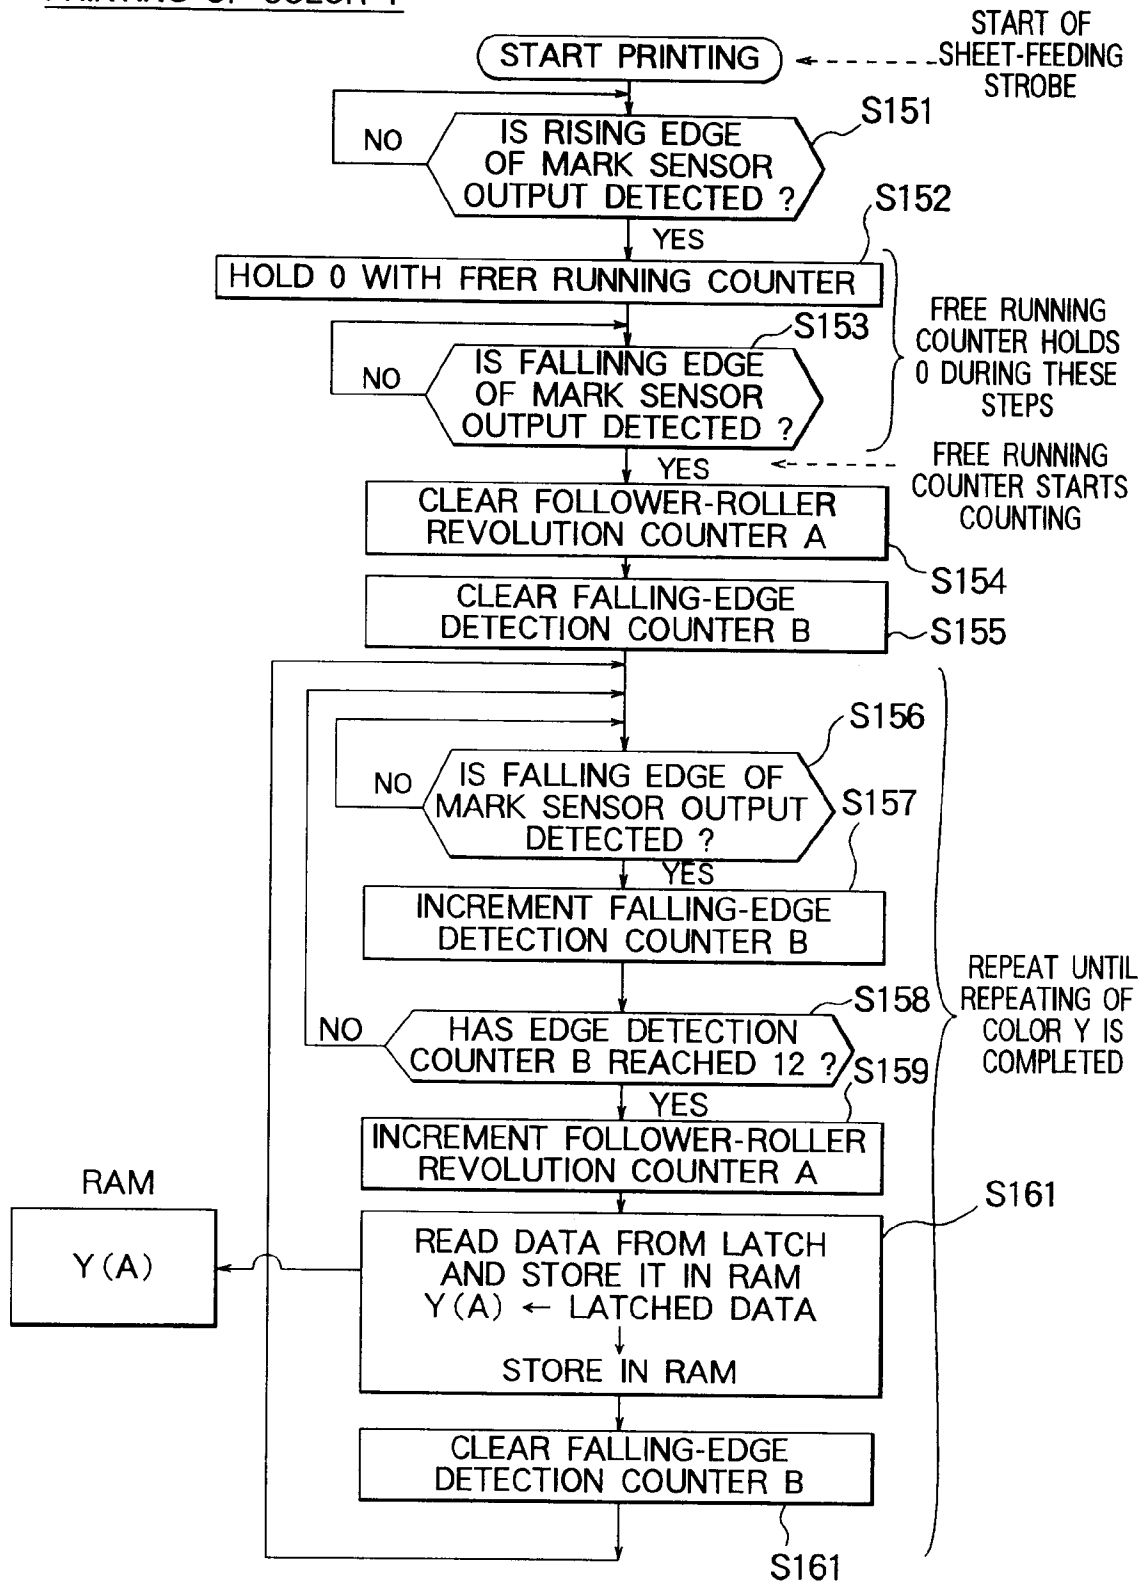 PRINTING OF COLOR Y
START PRINTING
START OF
SHEET-FEEDING
STROBE
S151
NO
IS RISING EDGE
OF MARK SENSOR
OUTPUT DETECTED ?
YES
S152
HOLD 0 WITH FRER RUNNING COUNTER
S153
NO
IS FALLINNG EDGE
OF MARK SENSOR
OUTPUT DETECTED ?
FREE RUNNING
COUNTER HOLDS
0 DURING THESE
STEPS
YES
FREE RUNNING
COUNTER STARTS
COUNTING
CLEAR FOLLOWER-ROLLER
REVOLUTION COUNTER A
S154
CLEAR FALLING-EDGE
DETECTION COUNTER B
S155
S156
NO
IS FALLING EDGE OF
MARK SENSOR OUTPUT
DETECTED ?
YES
S157
INCREMENT FALLING-EDGE
DETECTION COUNTER B
S158
NO
HAS EDGE DETECTION
COUNTER B REACHED 12 ?
REPEAT UNTIL
REPEATING OF
COLOR Y IS
COMPLETED
YES
S159
INCREMENT FOLLOWER-ROLLER
REVOLUTION COUNTER A
RAM
Y(A)
S161
READ DATA FROM LATCH
AND STORE IT IN RAM
Y(A) ← LATCHED DATA
↓
STORE IN RAM
CLEAR FALLING-EDGE
DETECTION COUNTER B
S161